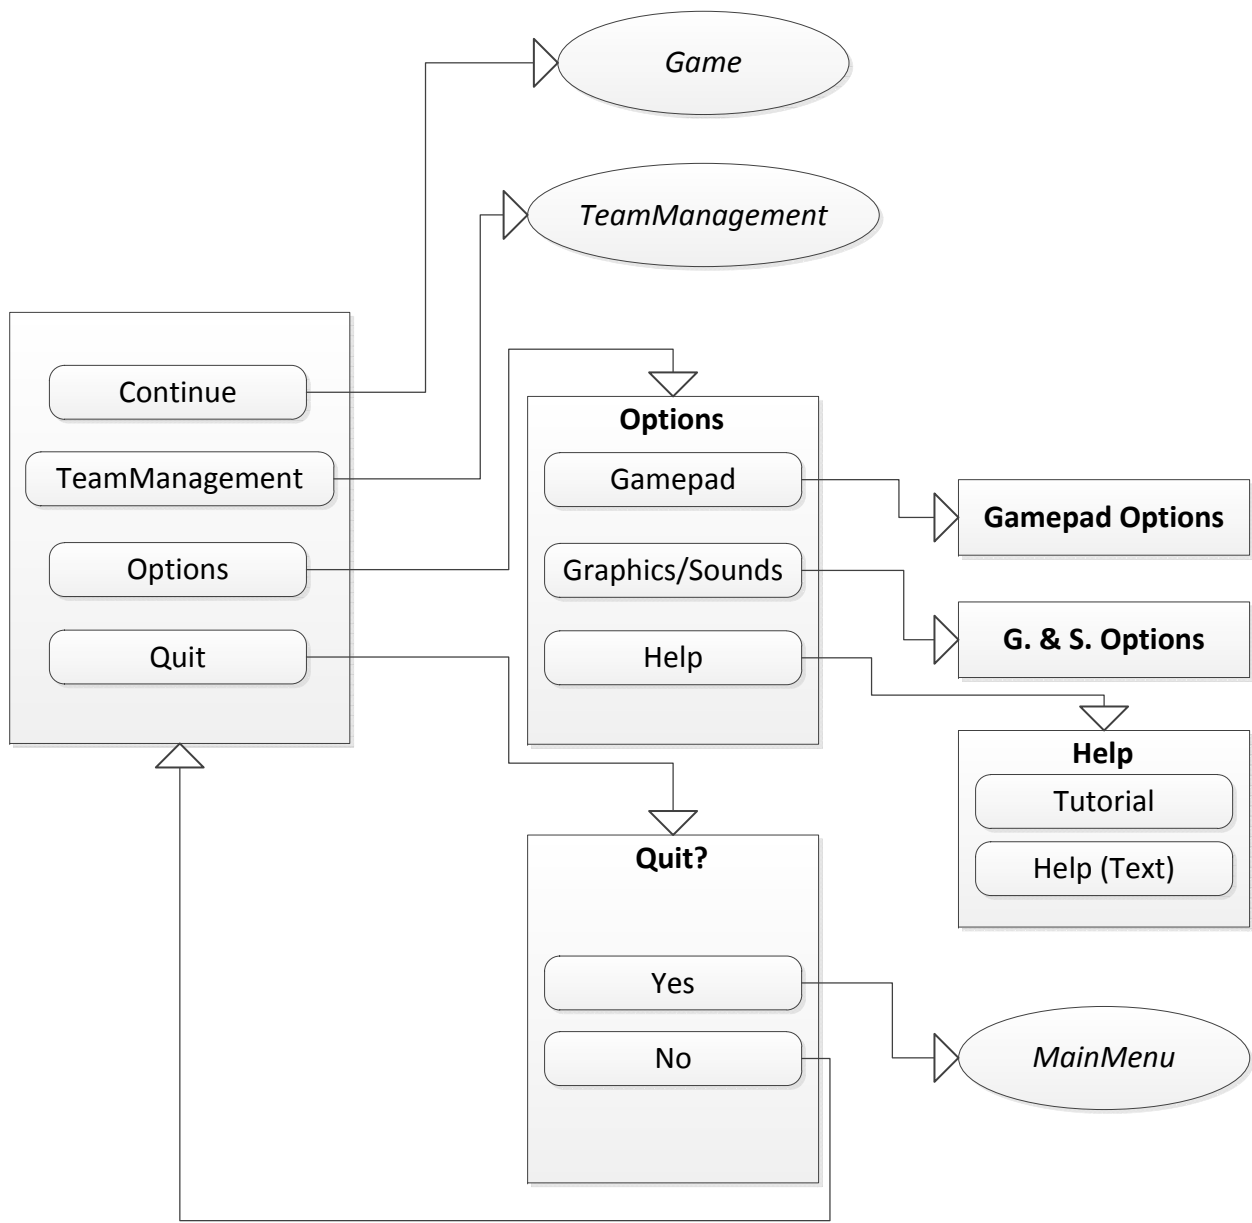 Game
TeamManagement
Continue
TeamManagement
Options
Quit
Options
Gamepad
Graphics/Sounds
Help
Gamepad Options
G. & S. Options
Help
Tutorial
Help (Text)
Quit?
Yes
No
MainMenu